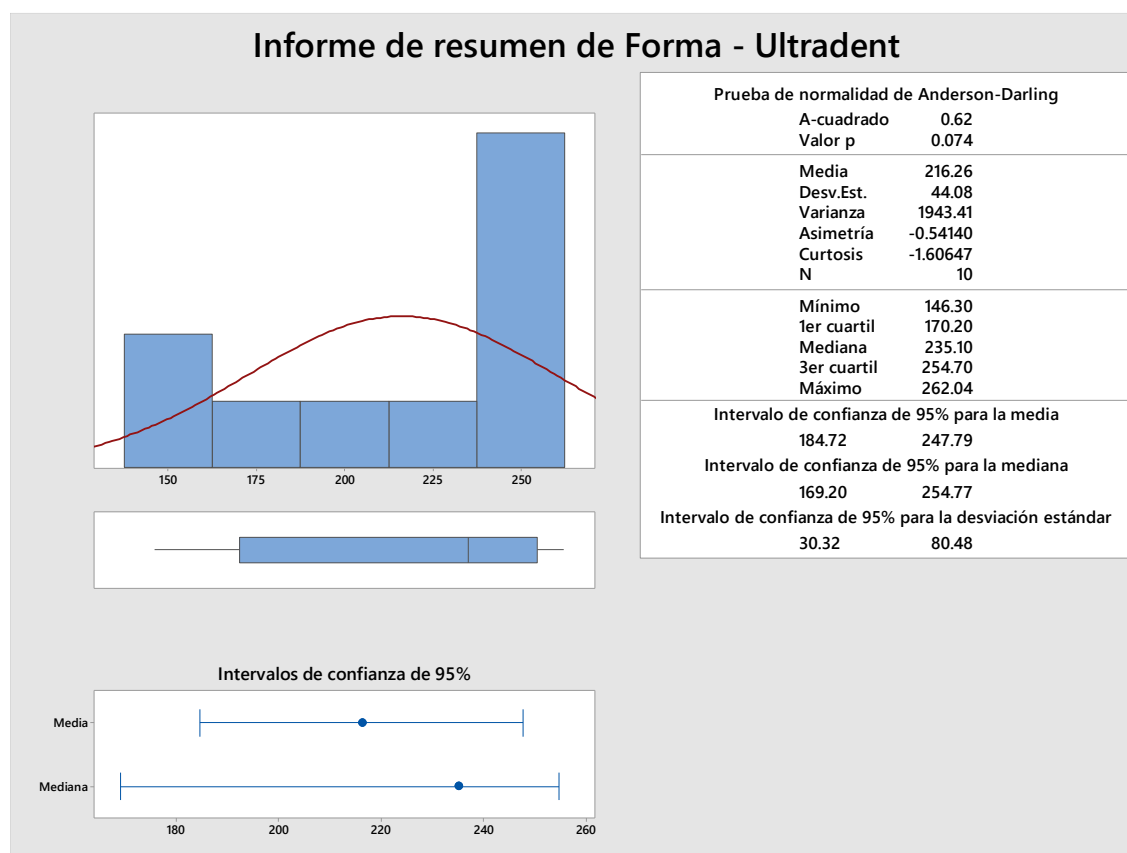 Informe de resumen de Forma - Ultradent
Prueba de normalidad de Anderson-Darling
A-cuadrado 0.62
Valor p 0.074
Media 216.26
Desv.Est. 44.08
Varianza 1943.41
Asimetría -0.54140
Curtosis -1.60647
N 10
Mínimo 146.30
1er cuartil 170.20
Mediana 235.10
3er cuartil 254.70
Máximo 262.04
Intervalo de confianza de 95% para la media
184.72 247.79
Intervalo de confianza de 95% para la mediana
169.20 254.77
Intervalo de confianza de 95% para la desviación estándar
30.32 80.48
150 175 200 225 250
Intervalos de confianza de 95%
Media
Mediana
180 200 220 240 260